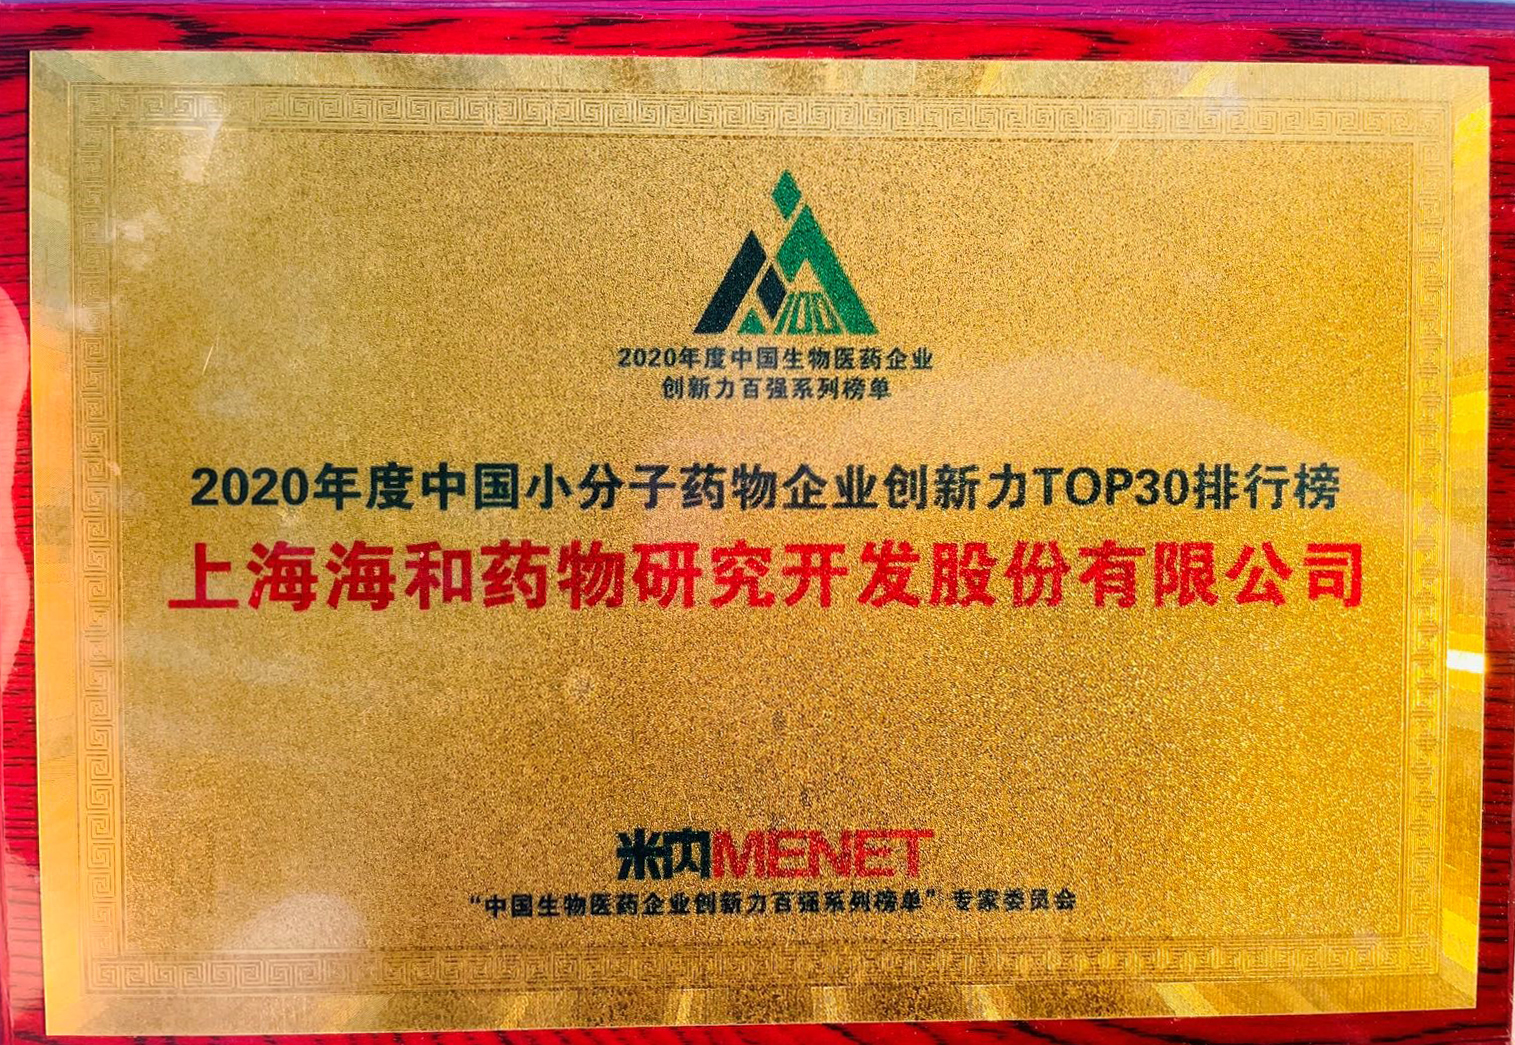 100
2020年度中国生物医药企业
创新力百强系列榜单
2020年度中国小分子药物企业创新力TOP30排行榜
上海海和药物研究开发股份有限公司
米内MENET
“中国生物医药企业创新力百强系列榜单”专家委员会